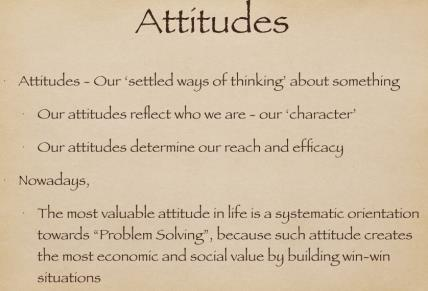 Attitudes
Attitudes - Our 'settled ways of thinking' about something
Our attitudes reflect who we are - our 'character'
Our attitudes determine our reach and efficacy
Nowadays,
The most valuable attitude in life is a systematic orientation
towards "Problem Solving", because such attitude creates
the most economic and social value by building win-win
situations